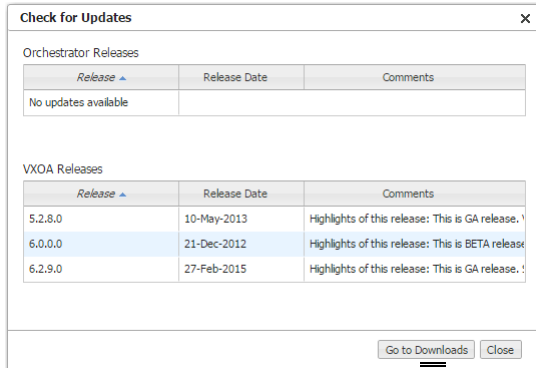 Check for Updates
Orchestrator Releases
Release Release Date Comments
No updates available
VXOA Releases
Release Release Date Comments
5.2.8.0 10-May-2013 Highlights of this release: This is GA release.
6.0.0.0 21-Dec-2012 Highlights of this release: This is BETA release
6.2.9.0 27-Feb-2015 Highlights of this release: This is GA release.
Go to Downloads Close